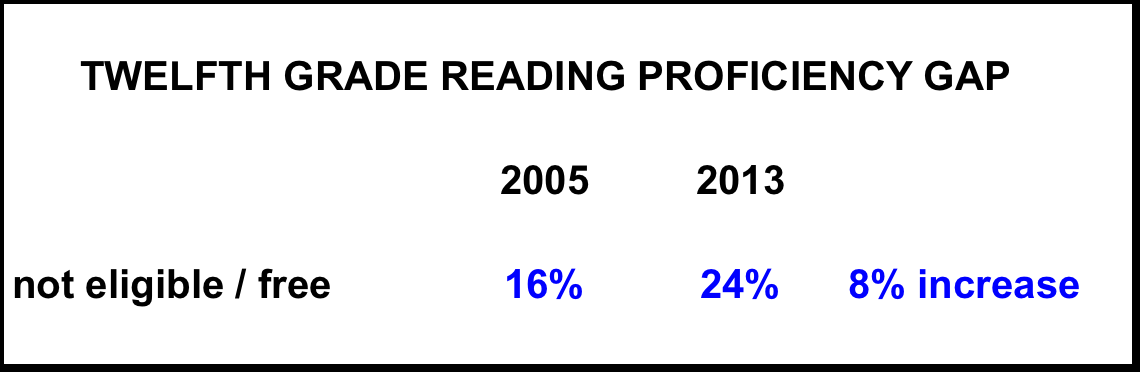 TWELFTH GRADE READING PROFICIENCY GAP
2005 2013
not eligible / free 16% 24% 8% increase